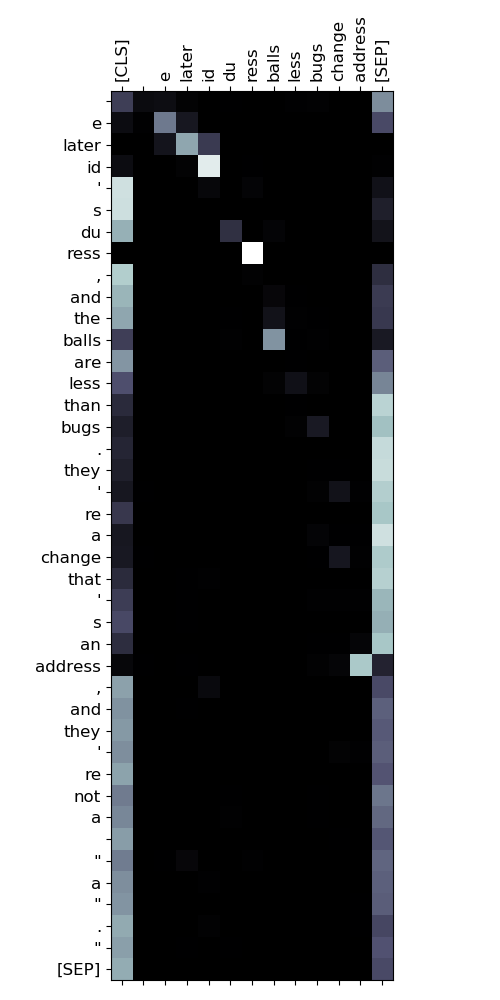 [CLS]
e
later
id
du
ress
balls
less
bugs
change
address
[SEP]
e
later
id
'
s
du
ress
,
and
the
balls
are
less
than
bugs
.
they
'
re
a
change
that
'
s
an
address
,
and
they
'
re
not
a
"
a
"
.
"
[SEP]